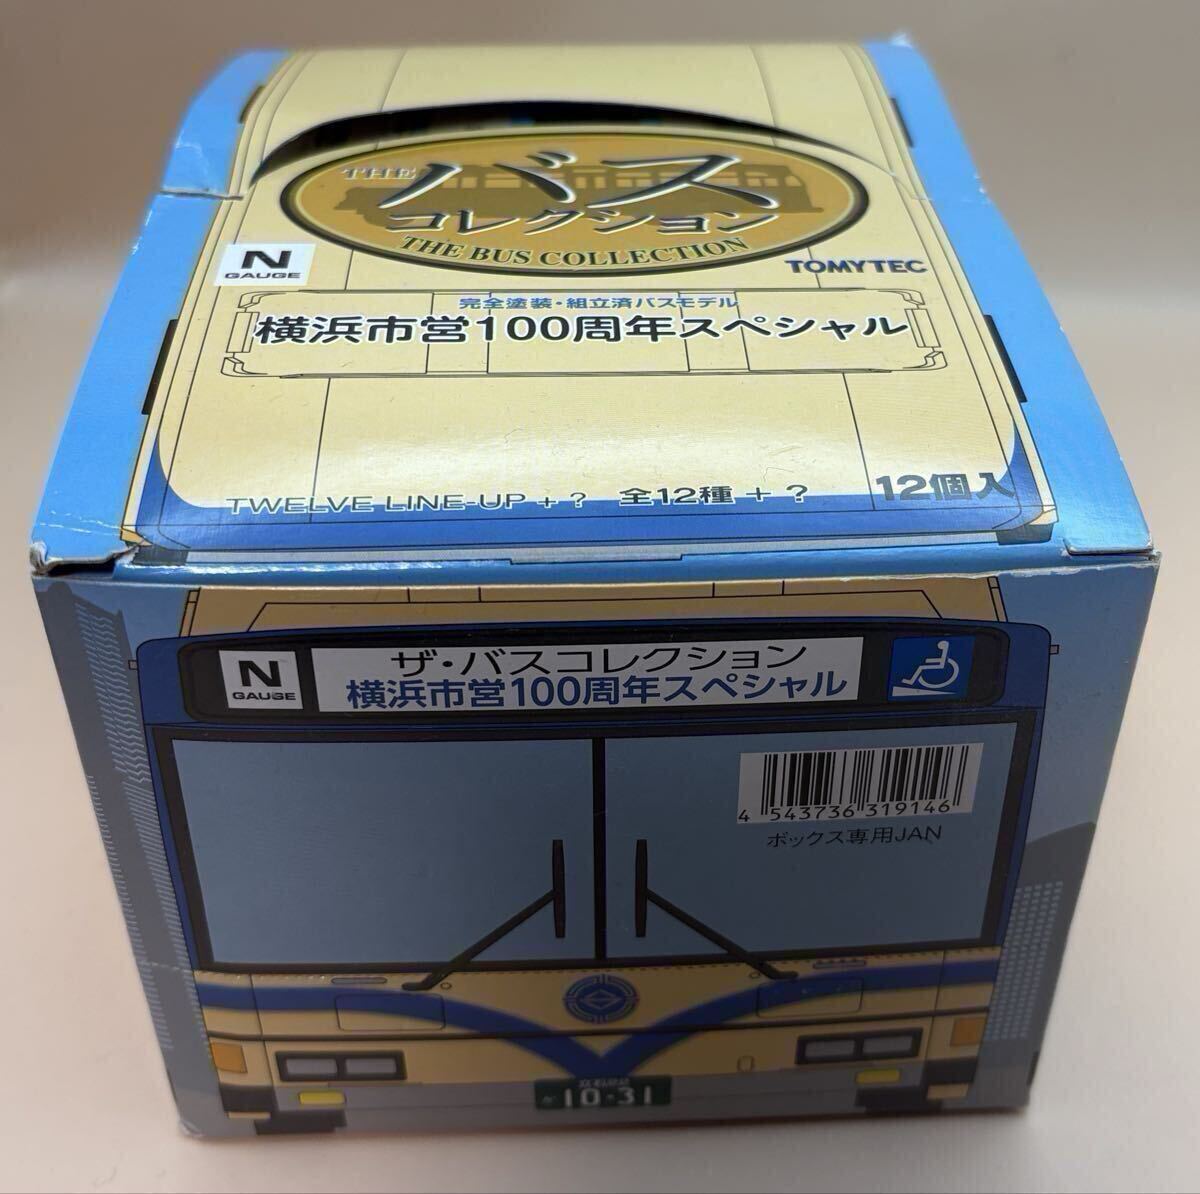 THE
バス
コレクション
THE BUS COLLECTION
N
GAUGE
TOMYTEC
完全塗装・組立済バスモデル
横浜市営100周年スペシャル
TWELVE LINE-UP + ? 全12種 + ?
12個入
N
GAUGE
ザ・バスコレクション
横浜市営100周年スペシャル
4 543736 319146
ボックス専用JAN
10-31